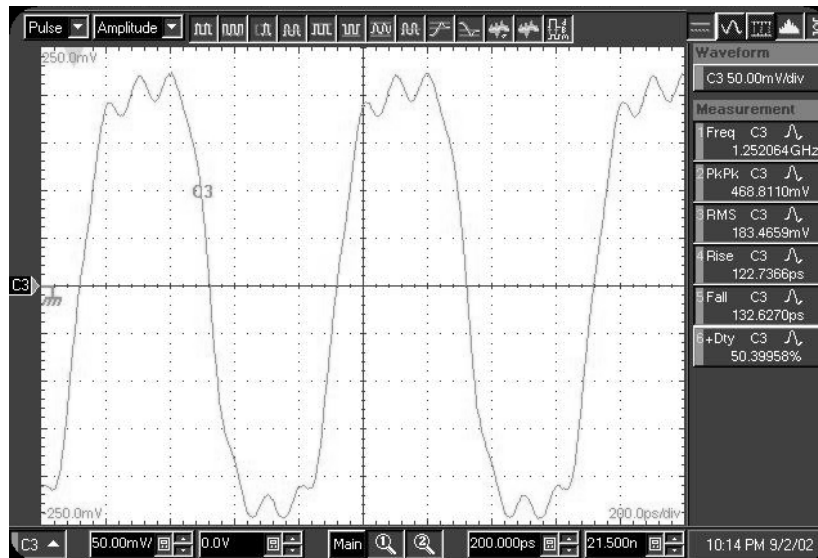 Pulse
Amplitude
250.0mV
C3
C3
-250.0mV
200.0ps/div
Waveform
C3 50.00mV/div
Measurement
1 Freq C3
1.252064GHz
2 PkPk C3
468.8110mV
3 RMS C3
183.4659mV
4 Rise C3
122.7366ps
5 Fall C3
132.6270ps
6 +Dty C3
50.39958%
C3
50.00mV/
0.0V
Main
1
2
200.000ps
21.500n
10:14 PM 9/2/02